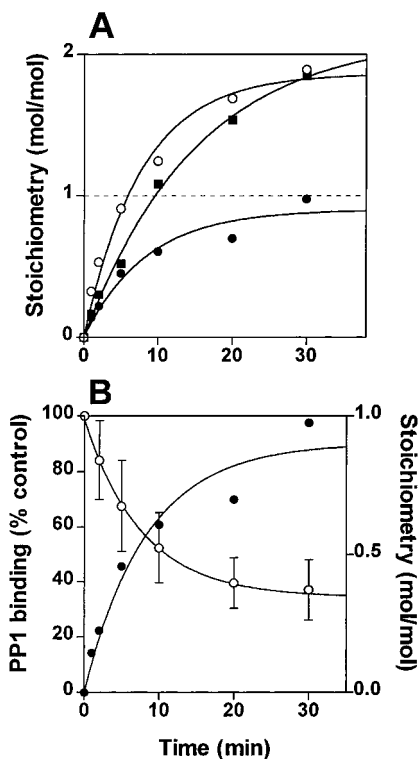 A
Stoichiometry (mol/mol)
2
1
0
0 10 20 30
B
PP1 binding (% control)
100
80
60
40
20
0
Stoichiometry (mol/mol)
1.0
0.5
0.0
0 10 20 30
Time (min)